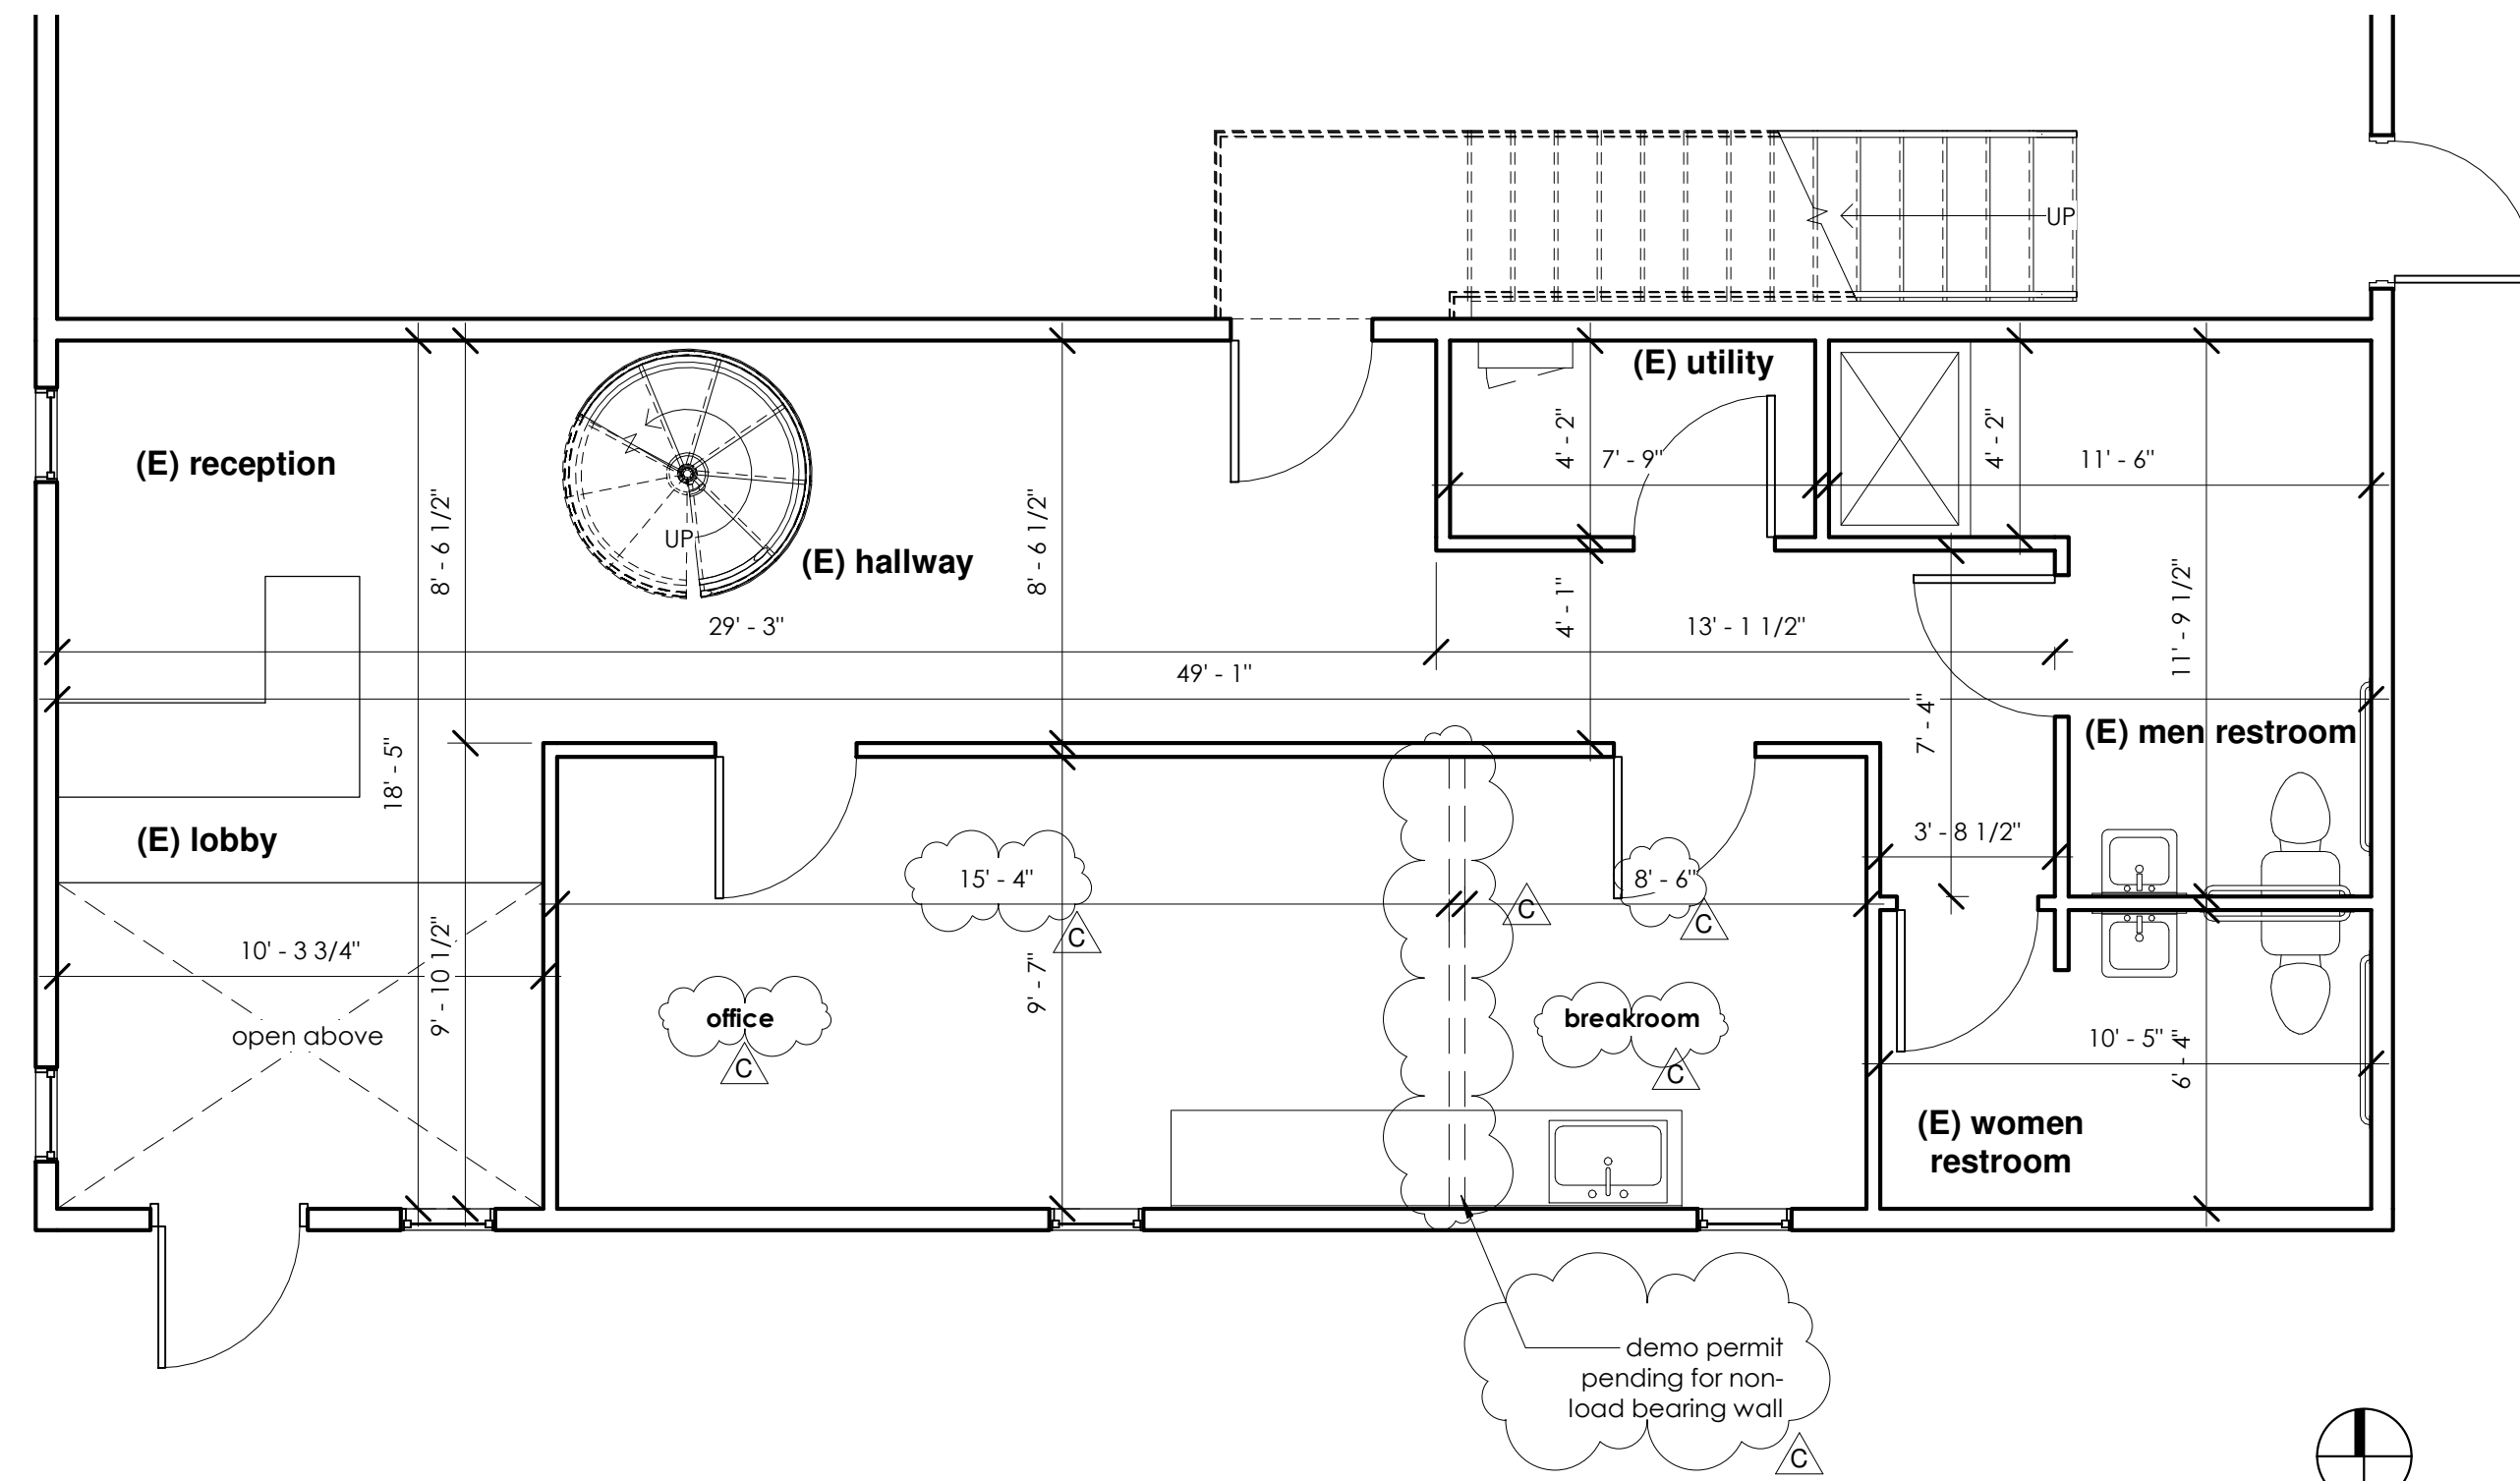 UP
(E) utility
(E) reception
4' - 2"
7' - 9"
4' - 2"
11' - 6"
8' - 6 1/2"
UP
(E) hallway
8' - 6 1/2"
4' - 1"
11' - 9 1/2"
29' - 3"
13' - 1 1/2"
49' - 1"
7' - 4"
(E) men restroom
18' - 5"
(E) lobby
3' - 8 1/2"
15' - 4"
8' - 6"
C
C
C
10' - 3 3/4"
9' - 10 1/2"
9' - 7"
open above
office
C
breakroom
C
10' - 5"
6' - 4"
(E) women
restroom
demo permit
pending for non-
load bearing wall
C